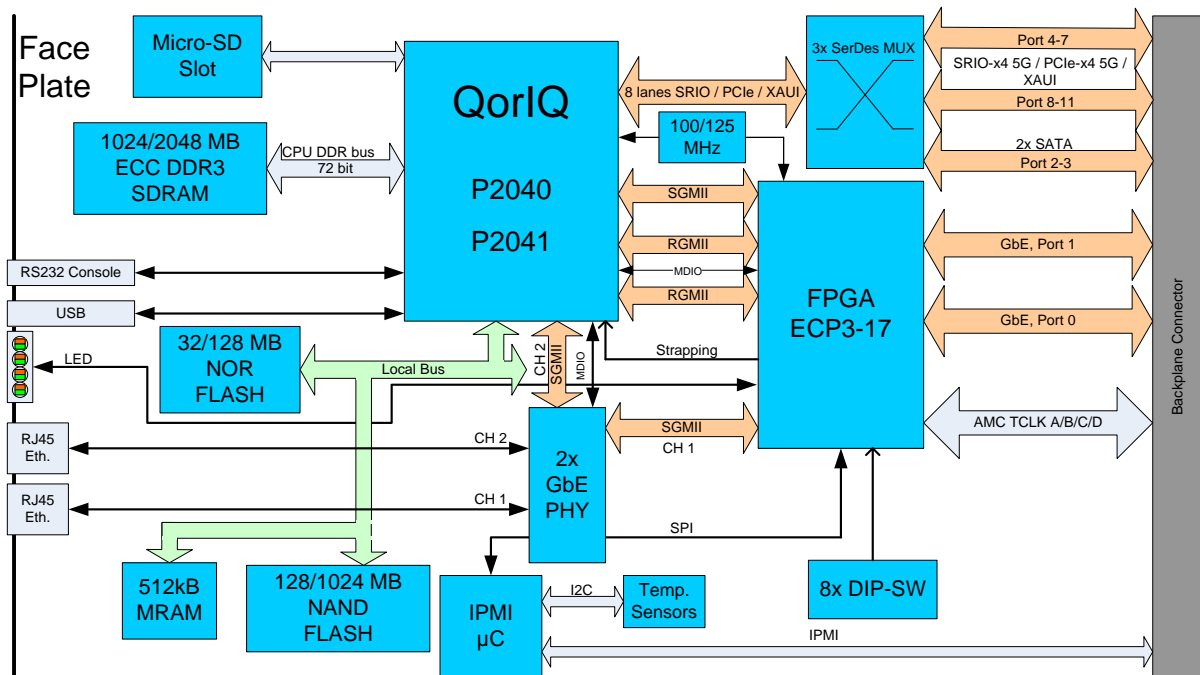 Face
Plate
Micro-SD
Slot
1024/2048 MB
ECC DDR3
SDRAM
CPU DDR bus
72 bit
QorIQ
P2040
P2041
8 lanes SRIO / PCIe / XAUI
100/125
MHz
3x SerDes MUX
Port 4-7
SRIO-x4 5G / PCIe-x4 5G /
XAUI
Port 8-11
2x SATA
Port 2-3
SGMII
RGMII
MDIO
RGMII
FPGA
ECP3-17
GbE, Port 1
GbE, Port 0
AMC TCLK A/B/C/D
Backplane Connector
RS232 Console
USB
LED
32/128 MB
NOR
FLASH
Local Bus
CH 2
SGMII
MDIO
Strapping
RJ45
Eth.
CH 2
RJ45
Eth.
CH 1
2x
GbE
PHY
SGMII
CH 1
SPI
512kB
MRAM
128/1024 MB
NAND
FLASH
IPMI
µC
I2C
Temp.
Sensors
8x DIP-SW
IPMI